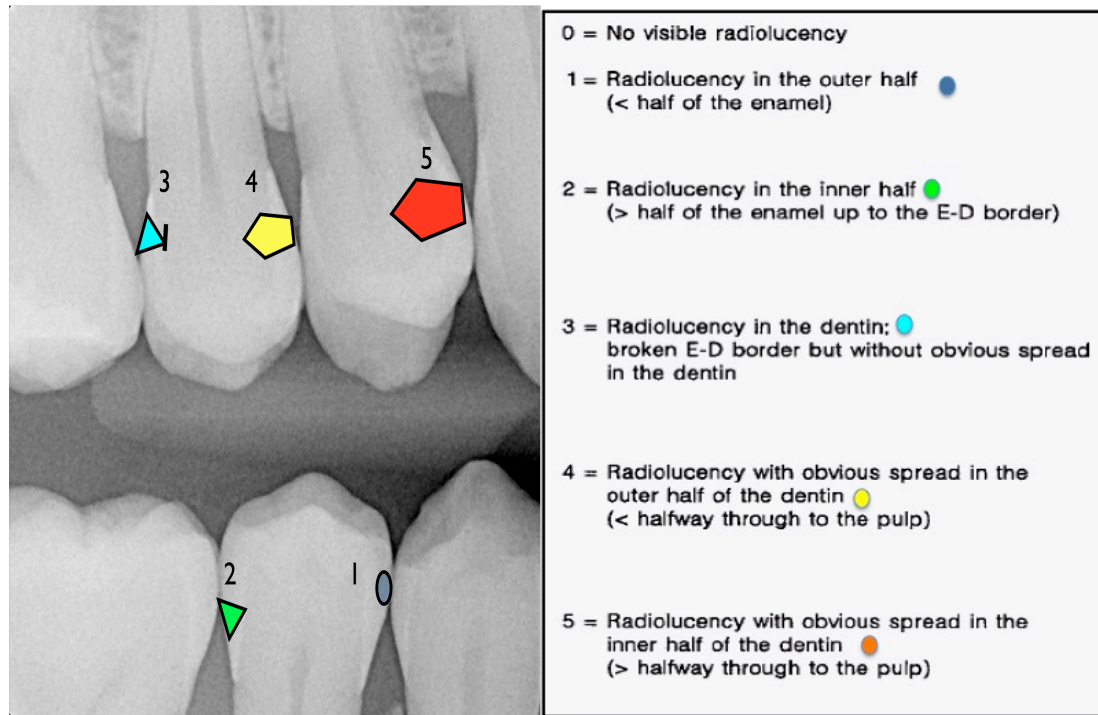 3
4
5
2
1
0 = No visible radiolucency
1 = Radiolucency in the outer half
(< half of the enamel)
2 = Radiolucency in the inner half
(> half of the enamel up to the E-D border)
3 = Radiolucency in the dentin;
broken E-D border but without obvious spread
in the dentin
4 = Radiolucency with obvious spread in the
outer half of the dentin
(< halfway through to the pulp)
5 = Radiolucency with obvious spread in the
inner half of the dentin
(> halfway through to the pulp)